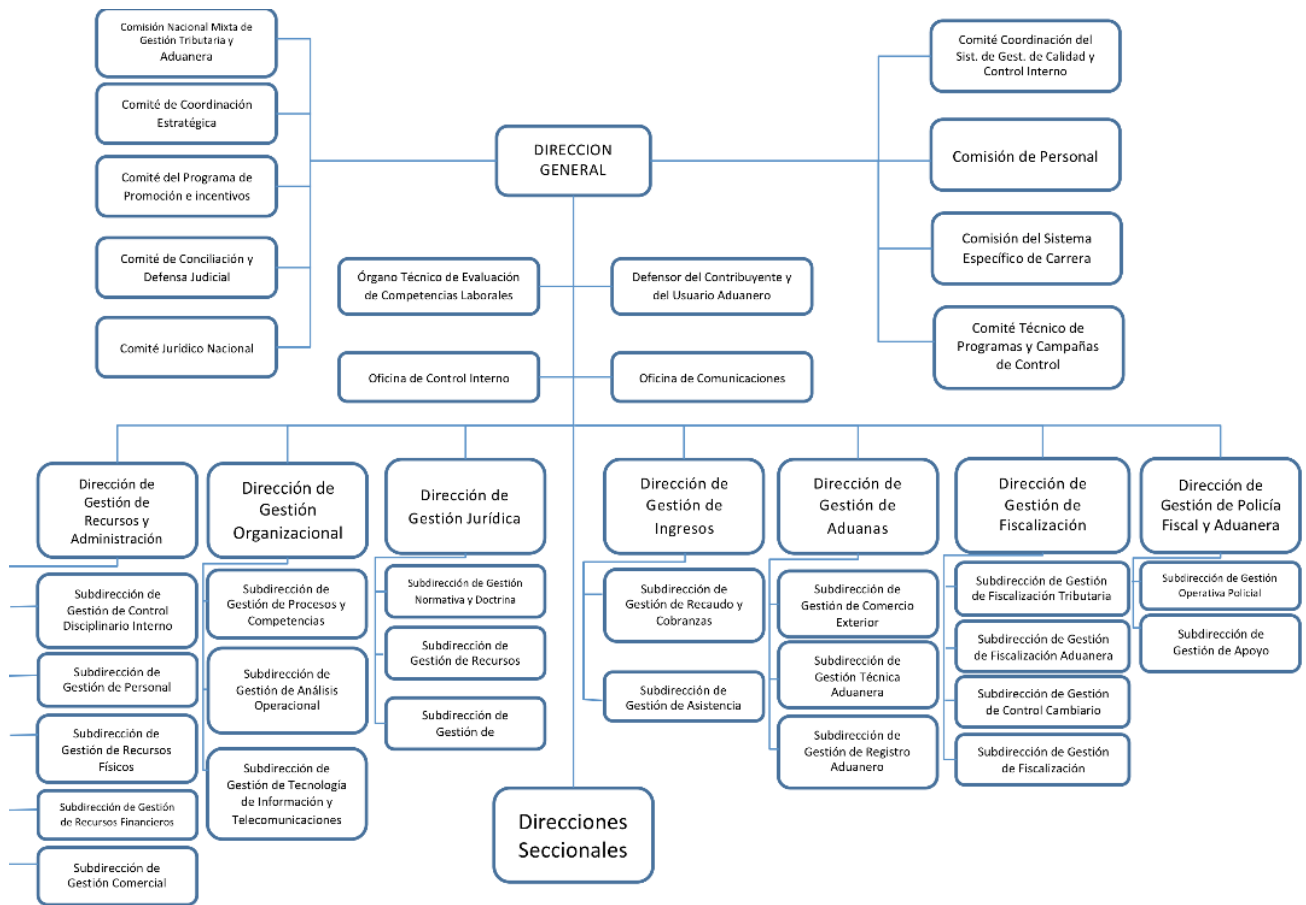 Comisión Nacional Mixta de
Gestión Tributaria y
Aduanera
Comité de Coordinación
Estratégica
Comité del Programa de
Promoción e incentivos
Comité de Conciliación y
Defensa Judicial
Comité Jurídico Nacional
DIRECCION
GENERAL
Comité Coordinación del
Sist. de Gest. de Calidad y
Control Interno
Comisión de Personal
Comisión del Sistema
Específico de Carrera
Comité Técnico de
Programas y Campañas
de Control
Órgano Técnico de Evaluación
de Competencias Laborales
Defensor del Contribuyente y
del Usuario Aduanero
Oficina de Control Interno
Oficina de Comunicaciones
Dirección de
Gestión de
Recursos y
Administración
Subdirección de
Gestión de Control
Disciplinario Interno
Subdirección de
Gestión de Personal
Subdirección de
Gestión de Recursos
Físicos
Subdirección de Gestión
de Recursos Financieros
Subdirección de
Gestión Comercial
Dirección de
Gestión
Organizacional
Subdirección de
Gestión de Procesos y
Competencias
Subdirección de
Gestión de Análisis
Operacional
Subdirección de
Gestión de Tecnología
de Información y
Telecomunicaciones
Dirección de
Gestión Jurídica
Subdirección de Gestión
Normativa y Doctrina
Subdirección de
Gestión de Recursos
Subdirección de
Gestión de
Dirección de
Gestión de
Ingresos
Subdirección de
Gestión de Recaudo y
Cobranzas
Subdirección de
Gestión de Asistencia
Dirección de
Gestión de
Aduanas
Subdirección de
Gestión de Comercio
Exterior
Subdirección de
Gestión Técnica
Aduanera
Subdirección de
Gestión de Registro
Aduanero
Dirección de
Gestión de
Fiscalización
Subdirección de Gestión
de Fiscalización Tributaria
Subdirección de Gestión
de Fiscalización Aduanera
Subdirección de Gestión
de Control Cambiario
Subdirección de Gestión
de Fiscalización
Dirección de
Gestión de Policía
Fiscal y Aduanera
Subdirección de Gestión
Operativa Policial
Subdirección de
Gestión de Apoyo
Direcciones
Seccionales